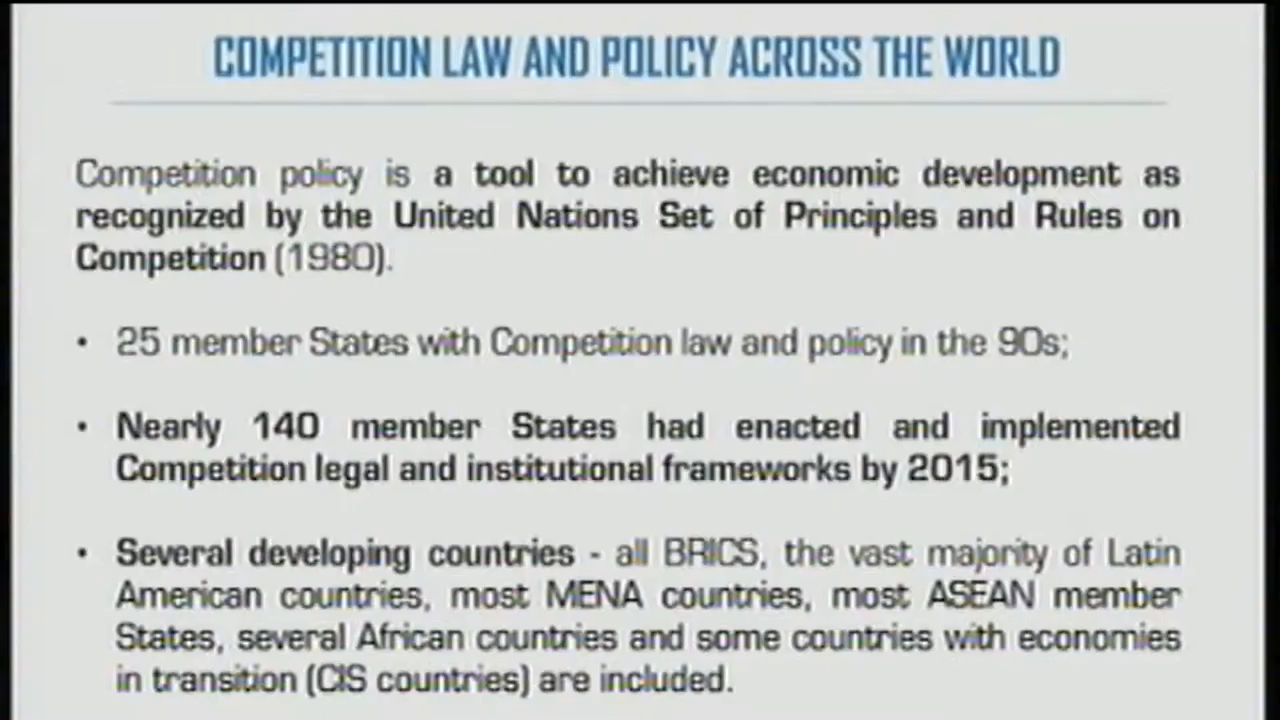 COMPETITION LAW AND POLICY ACROSS THE WORLD
Competition policy is a tool to achieve economic development as
recognized by the United Nations Set of Principles and Rules on
Competition (1980).
• 25 member States with Competition law and policy in the 90s;
• Nearly 140 member States had enacted and implemented
Competition legal and institutional frameworks by 2015;
• Several developing countries - all BRICS, the vast majority of Latin
American countries, most MENA countries, most ASEAN member
States, several African countries and some countries with economies
in transition (CIS countries) are included.